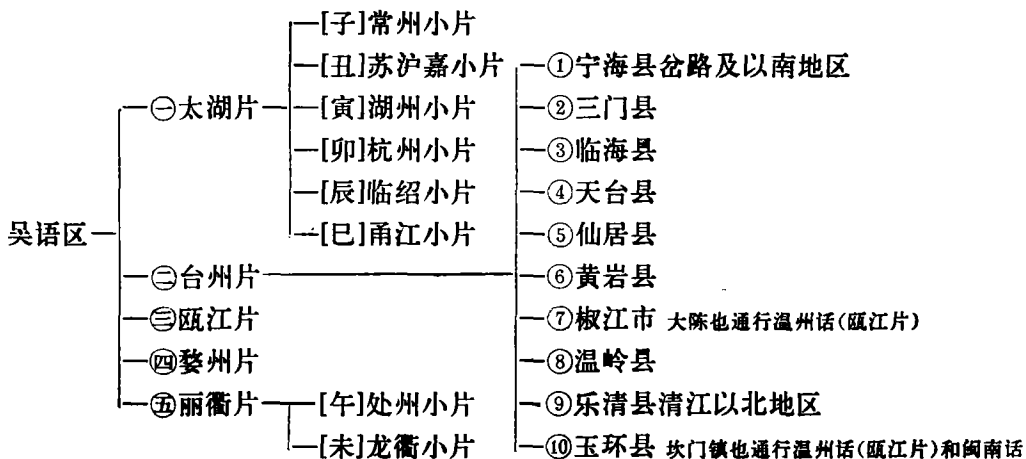 [子]常州小片
[丑]苏沪嘉小片
①宁海县岔路及以南地区
㊀太湖片
[寅]湖州小片
②三门县
[卯]杭州小片
③临海县
[辰]临绍小片
④天台县
吴语区
[巳]甬江小片
⑤仙居县
㊁台州片
⑥黄岩县
㊂瓯江片
⑦椒江市 大陈也通行温州话(瓯江片)
㊃婺州片
⑧温岭县
㊄丽衢片
[午]处州小片
⑨乐清县清江以北地区
[未]龙衢小片
⑩玉环县 坎门镇也通行温州话(瓯江片)和闽南话